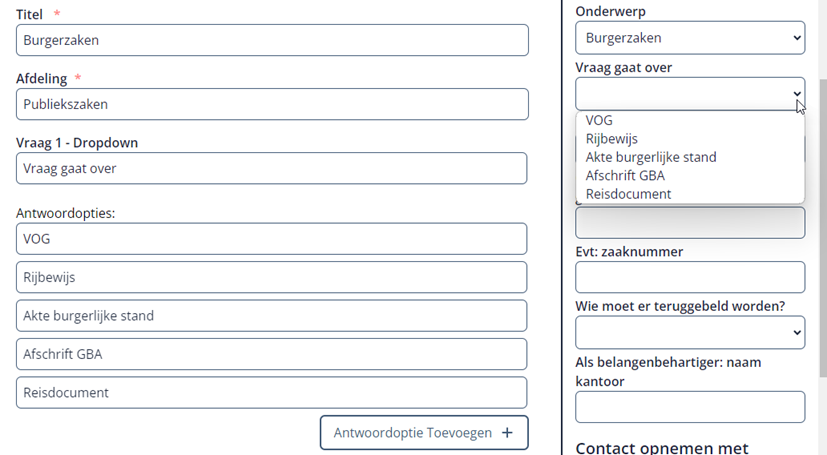 Titel *
Burgerzaken
Afdeling *
Publiekszaken
Vraag 1 - Dropdown
Vraag gaat over
Antwoordopties:
VOG
Rijbewijs
Akte burgerlijke stand
Afschrift GBA
Reisdocument
Antwoordoptie Toevoegen +
Onderwerp
Burgerzaken
Vraag gaat over
VOG
Rijbewijs
Akte burgerlijke stand
Afschrift GBA
Reisdocument
Evt: zaaknummer
Wie moet er teruggebeld worden?
Als belangenbehartiger: naam
kantoor
Contact opnemen met